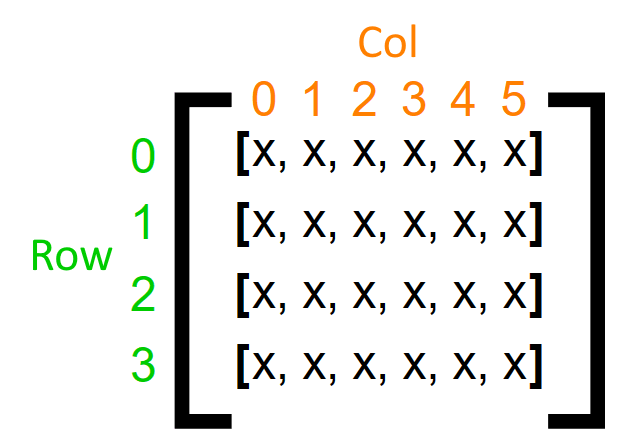 Col
0 1 2 3 4 5
0 [x, x, x, x, x, x]
1 [x, x, x, x, x, x]
Row
2 [x, x, x, x, x, x]
3 [x, x, x, x, x, x]